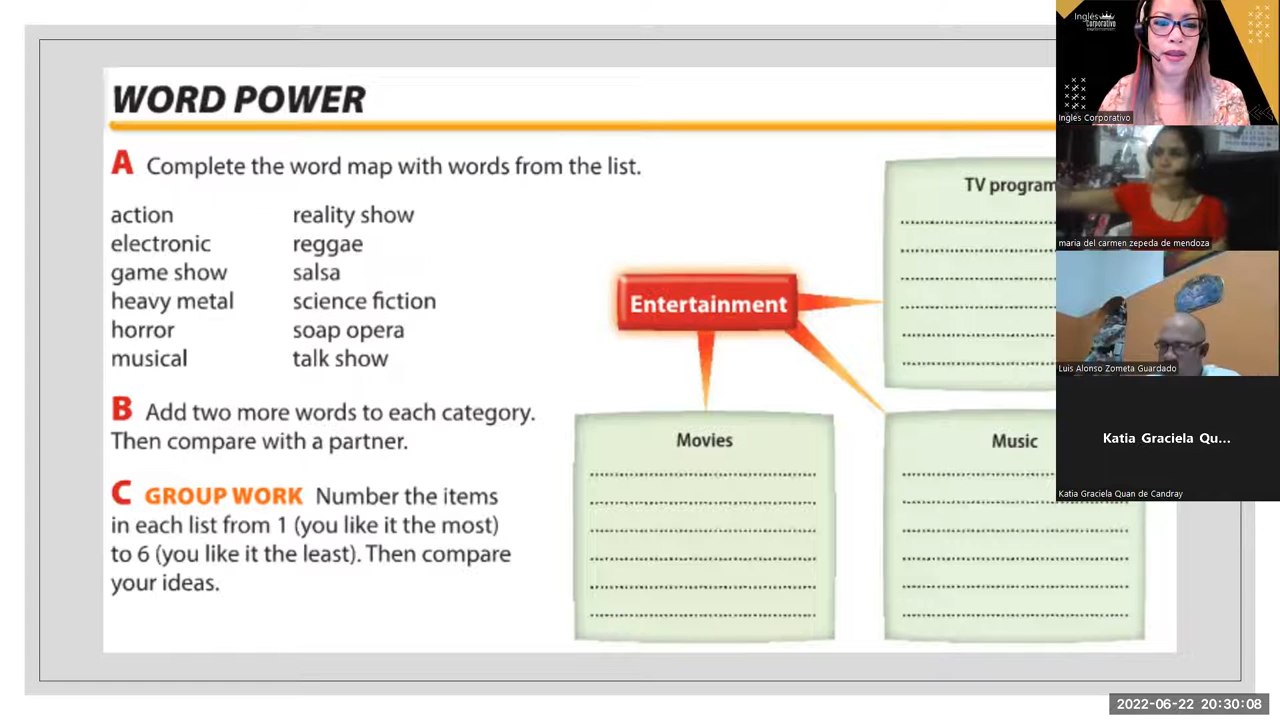 WORD POWER
A Complete the word map with words from the list.
action
electronic
game show
heavy metal
horror
musical
reality show
reggae
salsa
science fiction
soap opera
talk show
B Add two more words to each category.
Then compare with a partner.
C GROUP WORK Number the items
in each list from 1 (you like it the most)
to 6 (you like it the least). Then compare
your ideas.
Entertainment
TV program
Movies
Music
Inglés
Corporativo
Ingles Corporativo
maria del carmen zepeda de mendoza
Luis Alonso Zometa Guardado
Katia Graciela Qu...
Katia Graciela Quan de Candray
2022-06-22 20:30:08